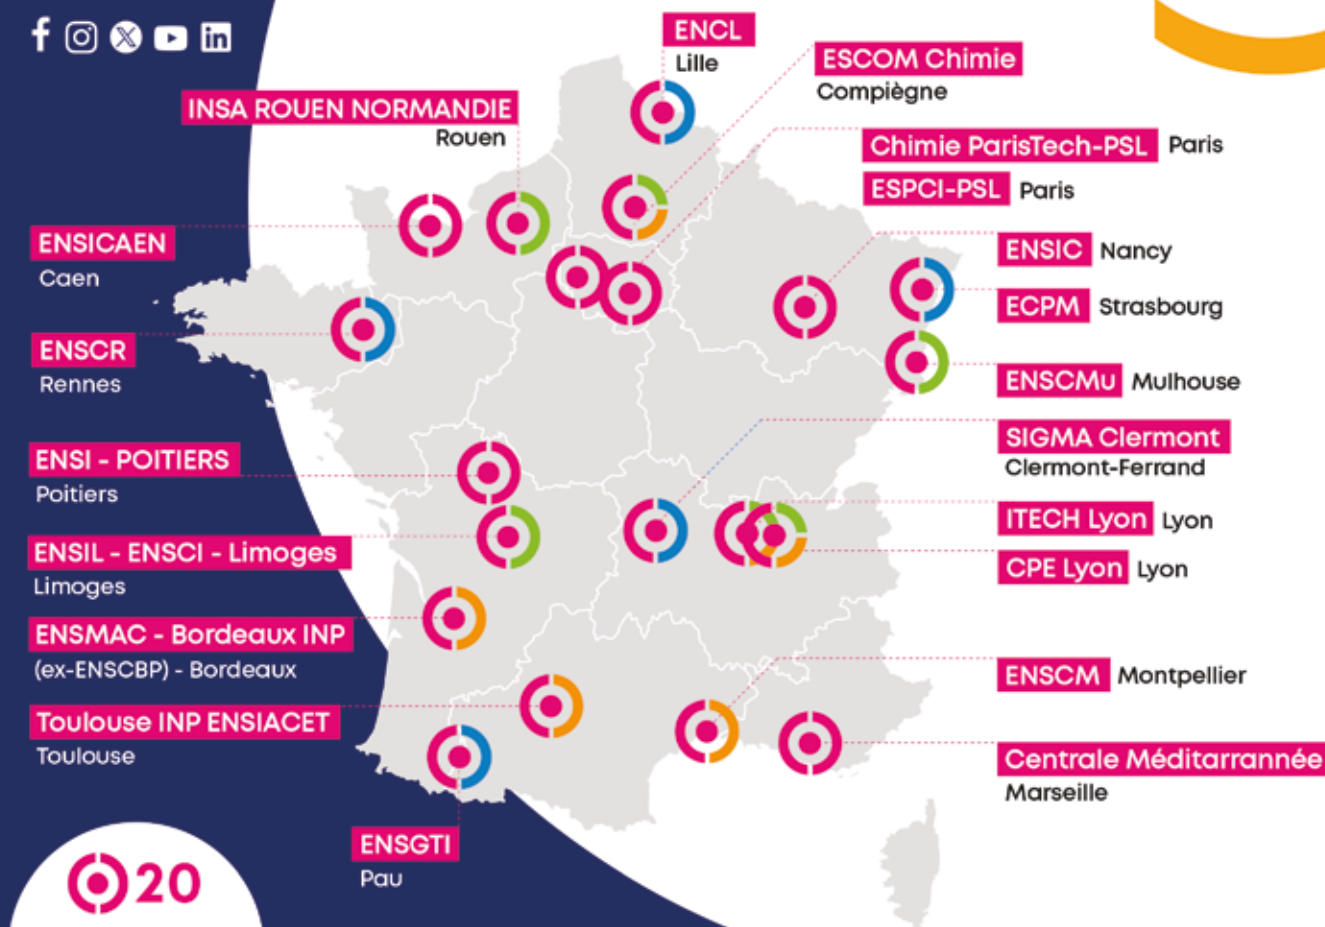 ENCL
Lille
ESCOM Chimie
Compiègne
INSA ROUEN NORMANDIE
Rouen
Chimie ParisTech-PSL Paris
ESPCI-PSL Paris
ENSICAEN
Caen
ENSIC Nancy
ECPM Strasbourg
ENSCR
Rennes
ENSCMu Mulhouse
SIGMA Clermont
Clermont-Ferrand
ENSI - POITIERS
Poitiers
ITECH Lyon Lyon
ENSIL - ENSCI - Limoges
Limoges
CPE Lyon Lyon
ENSMAC - Bordeaux INP
(ex-ENSCBP) - Bordeaux
ENSCM Montpellier
Toulouse INP ENSIACET
Toulouse
Centrale Méditarrannée
Marseille
ENSGTI
Pau
20